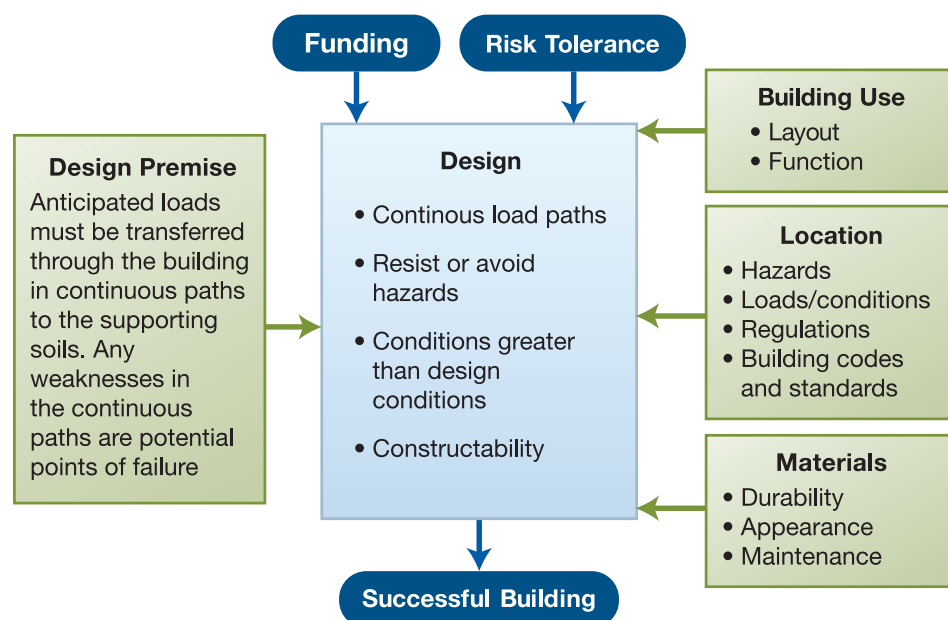 Funding
Risk Tolerance
Design Premise
Anticipated loads
must be transferred
through the building
in continuous paths
to the supporting
soils. Any
weaknesses in
the continuous
paths are potential
points of failure
Design
• Continous load paths
• Resist or avoid
hazards
• Conditions greater
than design
conditions
• Constructability
Building Use
• Layout
• Function
Location
• Hazards
• Loads/conditions
• Regulations
• Building codes
and standards
Materials
• Durability
• Appearance
• Maintenance
Successful Building